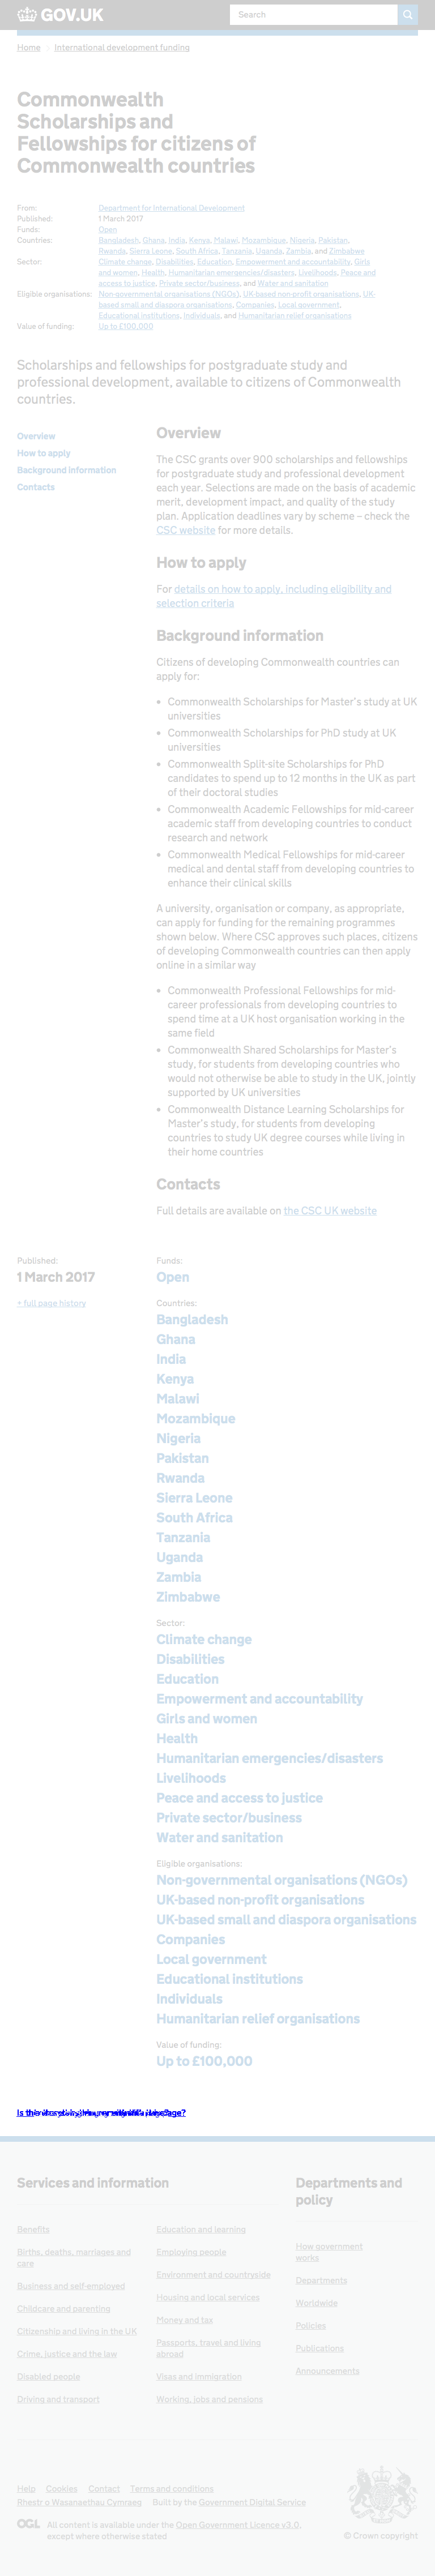 GOV.UK
Search
Home
International development funding
Commonwealth
Scholarships and
Fellowships for citizens of
Commonwealth countries
From: Department for International Development
Published: 1 March 2017
Funds: Open
Countries: Bangladesh, Ghana, India, Kenya, Malawi, Mozambique, Nigeria, Pakistan,
Rwanda, Sierra Leone, South Africa, Tanzania, Uganda, Zambia, and Zimbabwe
Sector: Climate change, Disabilities, Education, Empowerment and accountability, Girls
and women, Health, Humanitarian emergencies/disasters, Livelihoods, Peace and
access to justice, Private sector/business, and Water and sanitation
Eligible organisations: Non-governmental organisations (NGOs), UK-based non-profit organisations, UK-
based small and diaspora organisations, Companies, Local government,
Educational institutions, Individuals, and Humanitarian relief organisations
Value of funding: Up to £100,000
Scholarships and fellowships for postgraduate study and
professional development, available to citizens of Commonwealth
countries.
Overview
How to apply
Background information
Contacts
Overview
The CSC grants over 900 scholarships and fellowships
for postgraduate study and professional development
each year. Selections are made on the basis of academic
merit, development impact, and quality of the study
plan. Application deadlines vary by scheme – check the
CSC website for more details.
How to apply
For details on how to apply, including eligibility and
selection criteria
Background information
Citizens of developing Commonwealth countries can
apply for:
• Commonwealth Scholarships for Master's study at UK
universities
• Commonwealth Scholarships for PhD study at UK
universities
• Commonwealth Split-site Scholarships for PhD
candidates to spend up to 12 months in the UK as part
of their doctoral studies
• Commonwealth Academic Fellowships for mid-career
academic staff from developing countries to conduct
research and network
• Commonwealth Medical Fellowships for mid-career
medical and dental staff from developing countries to
enhance their clinical skills
A university, organisation or company, as appropriate,
can apply for funding for the remaining programmes
shown below. Where CSC approves such places, citizens
of developing Commonwealth countries can then apply
online in a similar way
• Commonwealth Professional Fellowships for mid-
career professionals from developing countries to
spend time at a UK host organisation working in the
same field
• Commonwealth Shared Scholarships for Master's
study, for students from developing countries who
would not otherwise be able to study in the UK, jointly
supported by UK universities
• Commonwealth Distance Learning Scholarships for
Master's study, for students from developing
countries to study UK degree courses while living in
their home countries
Contacts
Full details are available on the CSC UK website
Published:
1 March 2017
+ full page history
Funds:
Open
Countries:
Bangladesh
Ghana
India
Kenya
Malawi
Mozambique
Nigeria
Pakistan
Rwanda
Sierra Leone
South Africa
Tanzania
Uganda
Zambia
Zimbabwe
Sector:
Climate change
Disabilities
Education
Empowerment and accountability
Girls and women
Health
Humanitarian emergencies/disasters
Livelihoods
Peace and access to justice
Private sector/business
Water and sanitation
Eligible organisations:
Non-governmental organisations (NGOs)
UK-based non-profit organisations
UK-based small and diaspora organisations
Companies
Local government
Educational institutions
Individuals
Humanitarian relief organisations
Value of funding:
Up to £100,000
Services and information
Benefits
Births, deaths, marriages and
care
Business and self-employed
Childcare and parenting
Citizenship and living in the UK
Crime, justice and the law
Disabled people
Driving and transport
Education and learning
Employing people
Environment and countryside
Housing and local services
Money and tax
Passports, travel and living
abroad
Visas and immigration
Working, jobs and pensions
Departments and
policy
How government
works
Departments
Worldwide
Policies
Publications
Announcements
Help Cookies Contact Terms and conditions
Rhestr o Wasanaethau Cymraeg Built by the Government Digital Service
OGL All content is available under the Open Government Licence v3.0,
except where otherwise stated
© Crown copyright